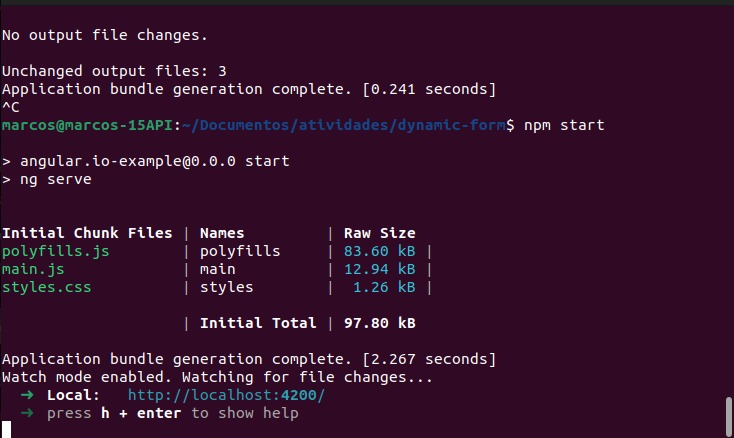 No output file changes.
Unchanged output files: 3
Application bundle generation complete. [0.241 seconds]
^C
marcos@marcos-15API:~/Documentos/atividades/dynamic-form$ npm start
> angular.io-example@0.0.0 start
> ng serve
Initial Chunk Files | Names | Raw Size
polyfills.js | polyfills | 83.60 kB |
main.js | main | 12.94 kB |
styles.css | styles | 1.26 kB |
| Initial Total | 97.80 kB
Application bundle generation complete. [2.267 seconds]
Watch mode enabled. Watching for file changes...
➜ Local: http://localhost:4200/
➜ press h + enter to show help